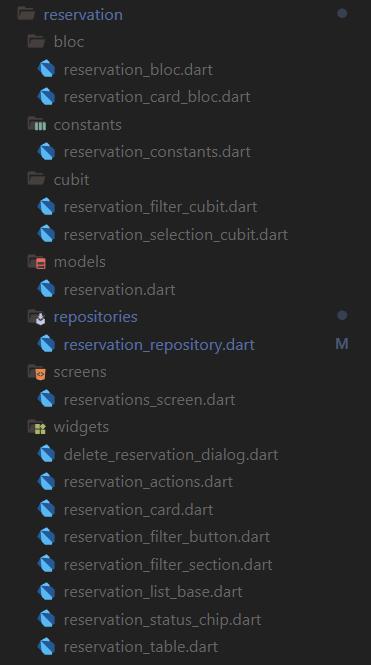 reservation
bloc
reservation_bloc.dart
reservation_card_bloc.dart
constants
reservation_constants.dart
cubit
reservation_filter_cubit.dart
reservation_selection_cubit.dart
models
reservation.dart
repositories
reservation_repository.dart M
screens
reservations_screen.dart
widgets
delete_reservation_dialog.dart
reservation_actions.dart
reservation_card.dart
reservation_filter_button.dart
reservation_filter_section.dart
reservation_list_base.dart
reservation_status_chip.dart
reservation_table.dart